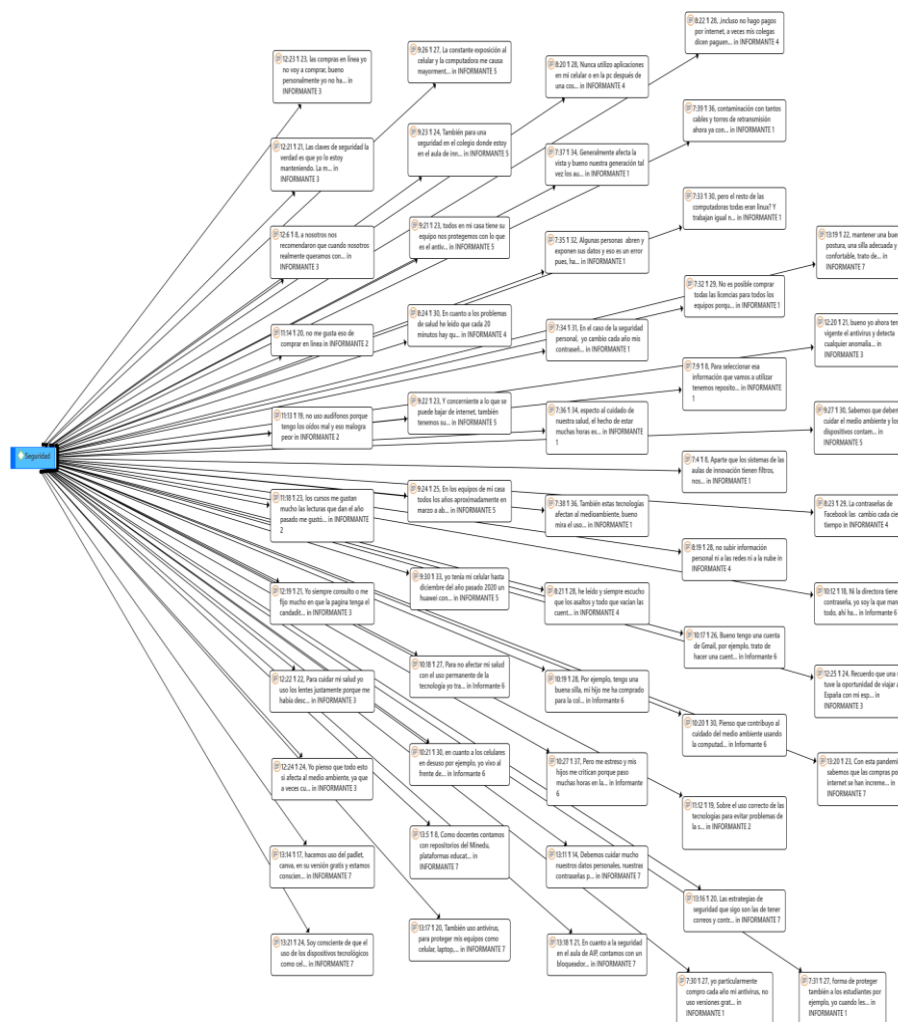 Seguridad
12:23 ¶ 23, las compras en línea yo
no voy a comprar, bueno
personalmente yo no ha... in
INFORMANTE 3
12:21 ¶ 21, Las claves de seguridad la
verdad es que yo lo estoy
manteniendo. La m... in
INFORMANTE 3
12:6 ¶ 8, a nosotros nos
recomendaron que cuando nosotros
realmente queramos con... in
INFORMANTE 3
11:14 ¶ 20, no me gusta eso de
comprar en línea in INFORMANTE 2
11:13 ¶ 19, no uso audífonos porque
tengo los oídos mal y eso malogra
peor in INFORMANTE 2
11:18 ¶ 23, los cursos me gustan
mucho las lecturas que dan el año
pasado me gustó... in INFORMANTE
2
12:19 ¶ 21, Yo siempre consulto o me
fijo mucho en que la pagina tenga el
candadit... in INFORMANTE 3
12:22 ¶ 22, Para cuidar mi salud yo
uso los lentes justamente porque me
había desc... in INFORMANTE 3
12:24 ¶ 24, Yo pienso que todo esto
si afecta al medio ambiente, ya que
a veces cu... in INFORMANTE 3
13:14 ¶ 17, hacemos uso del padlet,
canva, en su versión gratis y estamos
conscien... in INFORMANTE 7
13:21 ¶ 24, Soy consciente de que el
uso de los dispositivos tecnológicos
como cel... in INFORMANTE 7
9:26 ¶ 27, La constante exposición al
celular y la computadora me causa
mayorment... in INFORMANTE 5
9:23 ¶ 24, También para una
seguridad en el colegio donde estoy
en el aula de inn... in INFORMANTE 5
9:21 ¶ 23, todos en mi casa tiene su
equipo nos protegemos con lo que
es el antiv... in INFORMANTE 5
8:24 ¶ 30, En cuanto a los problemas
de salud he leído que cada 20
minutos hay qu... in INFORMANTE 4
9:22 ¶ 23, Y concerniente a lo que se
puede bajar de internet, también
tenemos su... in INFORMANTE 5
9:24 ¶ 25, En los equipos de mi casa
todos los años aproximadamente en
marzo a ab... in INFORMANTE 5
9:30 ¶ 33, yo tenía mi celular hasta
diciembre del año pasado 2020 un
huawei con... in INFORMANTE 5
10:18 ¶ 27, Para no afectar mi salud
con el uso permanente de la
tecnología yo tra... in Informante 6
10:21 ¶ 30, en cuanto a los celulares
en desuso por ejemplo, yo vivo al
frente de... in Informante 6
13:5 ¶ 8, Como docentes contamos
con repositorios del Minedu,
plataformas educat... in INFORMANTE
7
13:17 ¶ 20, También uso antivirus,
para proteger mis equipos como
celular, laptop,... in INFORMANTE 7
8:20 ¶ 28, Nunca utilizo aplicaciones
en mi celular o en la pc después de
una cos... in INFORMANTE 4
7:37 ¶ 34, Generalmente afecta la
vista y bueno nuestra generación tal
vez los au... in INFORMANTE 1
7:35 ¶ 32, Algunas personas abren y
exponen sus datos y eso es un error
pues, ha... in INFORMANTE 1
7:34 ¶ 31, En el caso de la seguridad
personal, yo cambio cada año mis
contraseñ... in INFORMANTE 1
7:36 ¶ 34, especto al cuidado de
nuestra salud, el hecho de estar
muchas horas es... in INFORMANTE
1
7:38 ¶ 36, También estas tecnologías
afectan al medioambiente, bueno
mira el uso... in INFORMANTE 1
8:21 ¶ 28, he leído y siempre escucho
que los asaltos y todo que vacían las
cuent... in INFORMANTE 4
10:19 ¶ 28, Por ejemplo, tengo una
buena silla, mi hijo me ha comprado
para la col... in Informante 6
10:27 ¶ 37, Pero me estreso y mis
hijos me critican porque paso
muchas horas en la... in Informante
6
13:11 ¶ 14, Debemos cuidar mucho
nuestros datos personales, nuestras
contraseñas p... in INFORMANTE 7
13:18 ¶ 21, En cuanto a la seguridad
en el aula de AIP, contamos con un
bloqueador... in INFORMANTE 7
8:22 ¶ 28, ,incluso no hago pagos
por internet, a veces mis colegas
dicen paguen... in INFORMANTE 4
7:39 ¶ 36, contaminación con tantos
cables y torres de retransmisión
ahora ya con... in INFORMANTE 1
7:33 ¶ 30, pero el resto de las
computadoras todas eran linux? Y
trabajan igual n... in INFORMANTE 1
7:32 ¶ 29, No es posible comprar
todas las licencias para todos los
equipos porqu... in INFORMANTE 1
7:9 ¶ 8, Para seleccionar esa
información que vamos a utilizar
tenemos reposito... in INFORMANTE
1
7:4 ¶ 8, Aparte que los sistemas de las
aulas de innovación tienen filtros,
nos... in INFORMANTE 1
8:19 ¶ 28, no subir información
personal ni a las redes ni a la nube in
INFORMANTE 4
10:17 ¶ 26, Bueno tengo una cuenta
de Gmail, por ejemplo, trato de
hacer una cuent... in Informante 6
10:20 ¶ 30, Pienso que contribuyo al
cuidado del medio ambiente usando
la computad... in Informante 6
11:12 ¶ 19, Sobre el uso correcto de las
tecnologías para evitar problemas de
la s... in INFORMANTE 2
13:16 ¶ 20, Las estrategias de
seguridad que sigo son las de tener
correos y contr... in INFORMANTE 7
7:30 ¶ 27, yo particularmente
compro cada año mi antivirus, no
uso versiones grat... in
INFORMANTE 1
13:19 ¶ 22, mantener una bue
postura, una silla adecuada y
confortable, trato de... in
INFORMANTE 7
12:20 ¶ 21, bueno yo ahora ten
vigente el antivirus y detecta
cualquier anomalía... in
INFORMANTE 3
9:27 ¶ 30, Sabemos que debem
cuidar el medio ambiente y los
dispositivos contam... in
INFORMANTE 5
8:23 ¶ 29, La contraseñas de
Facebook las cambio cada cie
tiempo in INFORMANTE 4
10:12 ¶ 18, Ni la directora tiene
contraseña, yo soy la que man
todo, ahí ha... in Informante 6
12:25 ¶ 24, Recuerdo que una
tuve la oportunidad de viajar a
España con mi esp... in
INFORMANTE 3
13:20 ¶ 23, Con esta pandemi
sabemos que las compras po
internet se han increme... in
INFORMANTE 7
7:31 ¶ 27, forma de proteger
también a los estudiantes por
ejemplo, yo cuando les... in
INFORMANTE 1